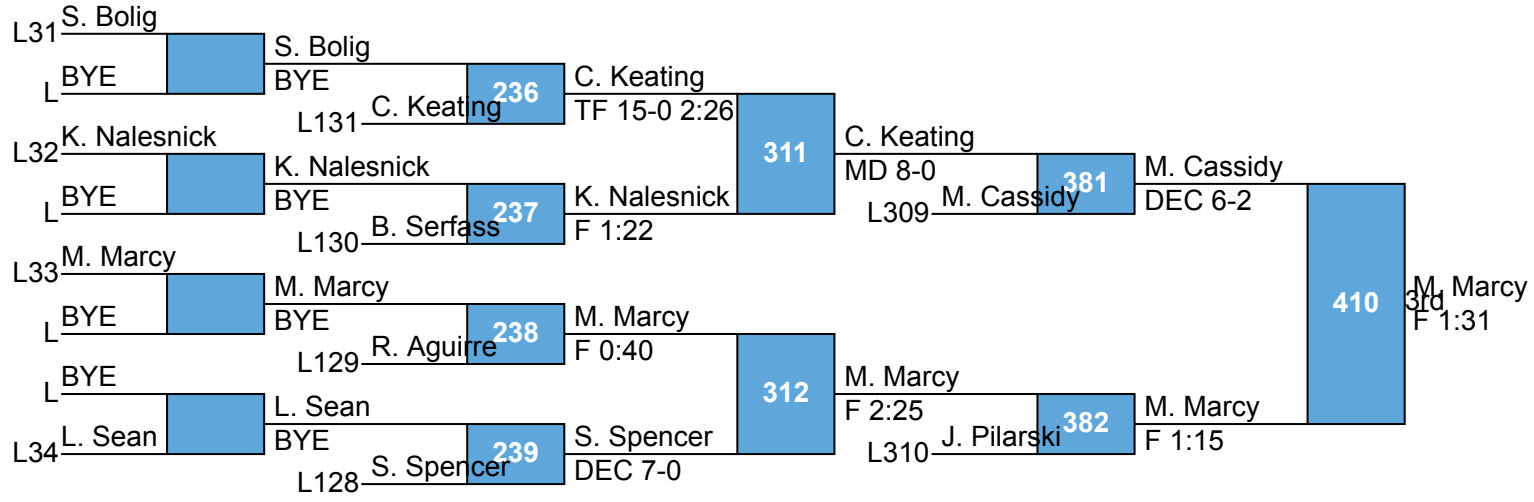 S. Bolig
L31
BYE
L
S. Bolig
BYE
C. Keating
L131
236
C. Keating
TF 15-0 2:26
K. Nalesnick
L32
BYE
L
K. Nalesnick
BYE
B. Serfass
L130
237
K. Nalesnick
F 1:22
311
C. Keating
MD 8-0
M. Cassidy
L309
381
M. Cassidy
DEC 6-2
M. Marcy
L33
BYE
L
M. Marcy
BYE
R. Aguirre
L129
238
M. Marcy
F 0:40
BYE
L
L. Sean
L34
L. Sean
BYE
S. Spencer
L128
239
S. Spencer
DEC 7-0
312
M. Marcy
F 2:25
J. Pilarski
L310
382
M. Marcy
F 1:15
410
M. Marcy
3rd
F 1:31